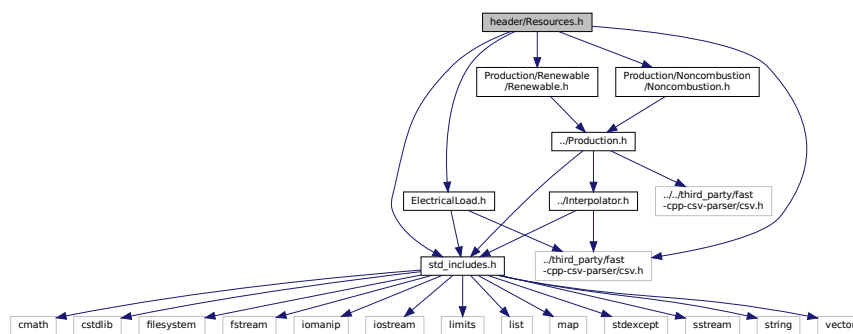 header/Resources.h
Production/Renewable
/Renewable.h
Production/Noncombustion
/Noncombustion.h
../Production.h
ElectricalLoad.h
../Interpolator.h
../../third_party/fast
-cpp-csv-parser/csv.h
std_includes.h
../third_party/fast
-cpp-csv-parser/csv.h
cmath
cstdlib
filesystem
fstream
iomanip
iostream
limits
list
map
stdexcept
sstream
string
vector